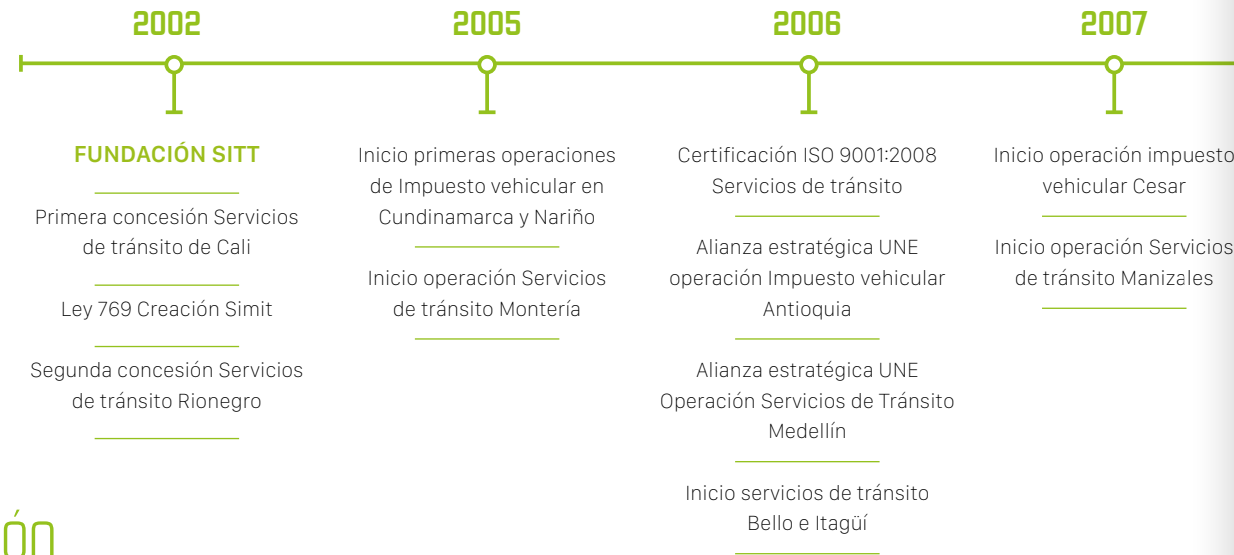 2002
FUNDACIÓN SITT
Primera concesión Servicios
de tránsito de Cali
Ley 769 Creación Simit
Segunda concesión Servicios
de tránsito Rionegro
2005
Inicio primeras operaciones
de Impuesto vehicular en
Cundinamarca y Nariño
Inicio operación Servicios
de tránsito Montería
2006
Certificación ISO 9001:2008
Servicios de tránsito
Alianza estratégica UNE
operación Impuesto vehicular
Antioquia
Alianza estratégica UNE
Operación Servicios de Tránsito
Medellín
Inicio servicios de tránsito
Bello e Itagüí
2007
Inicio operación impuesto
vehicular Cesar
Inicio operación Servicios
de tránsito Manizales
ÓN